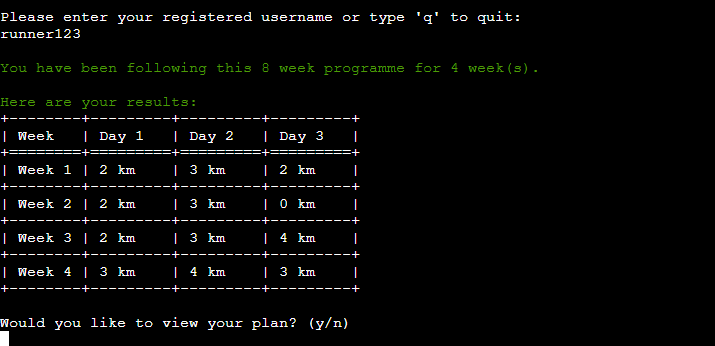 Please enter your registered username or type 'q' to quit:
runner123
You have been following this 8 week programme for 4 week(s).
Here are your results:
+--------+---------+---------+---------+
| Week   | Day 1   | Day 2   | Day 3   |
+========+=========+=========+=========+
| Week 1 | 2 km    | 3 km    | 2 km    |
+--------+---------+---------+---------+
| Week 2 | 2 km    | 3 km    | 0 km    |
+--------+---------+---------+---------+
| Week 3 | 2 km    | 3 km    | 4 km    |
+--------+---------+---------+---------+
| Week 4 | 3 km    | 4 km    | 3 km    |
+--------+---------+---------+---------+
Would you like to view your plan? (y/n)